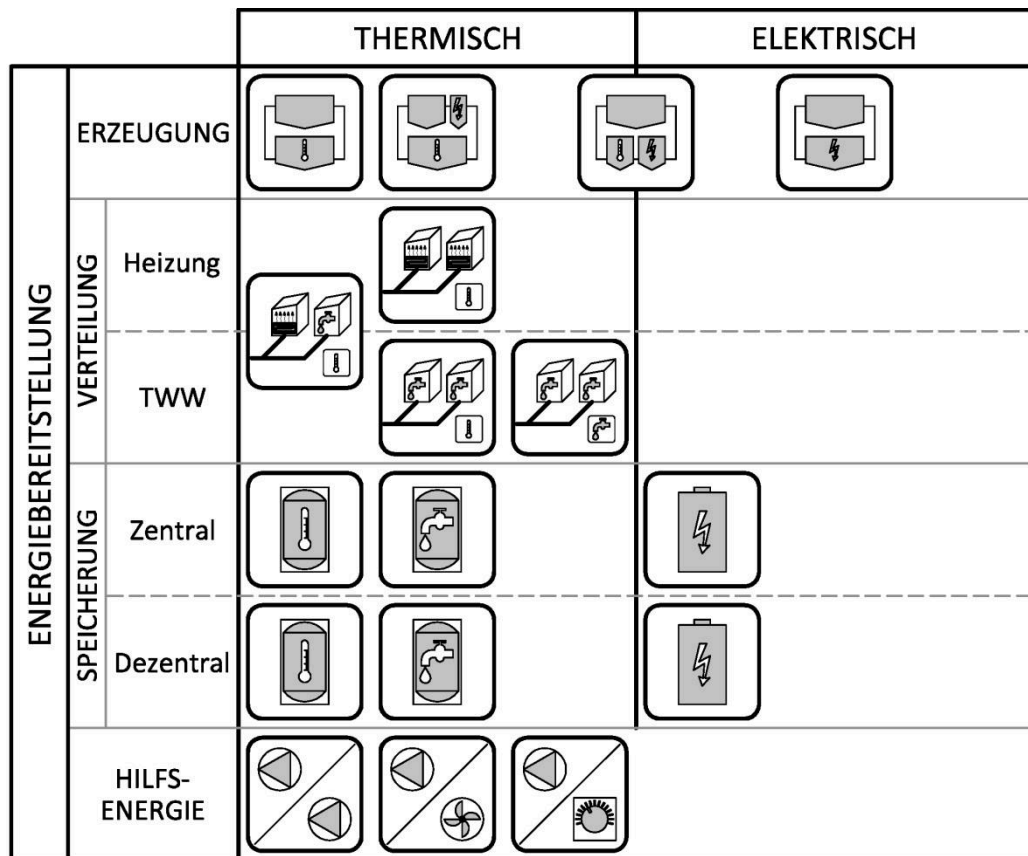 THERMISCH
ELEKTRISCH
ENERGIEBEREITSTELLUNG
ERZEUGUNG
VERTEILUNG
Heizung
TWW
SPEICHERUNG
Zentral
Dezentral
HILFS-
ENERGIE